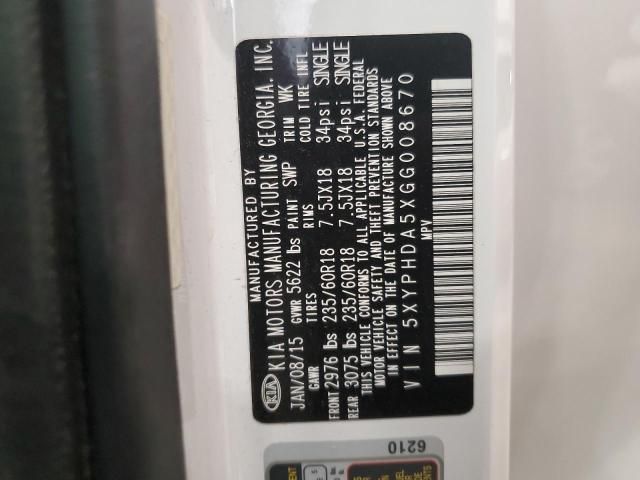 MANUFACTURED BY
KIA KIA MOTORS MANUFACTURING GEORGIA. INC.
JAN/08/15 GVWR 5622 lbs PAINT SWP TRIM WK
GAWR TIRES RIMS COLD TIRE INFL
FRONT 2976 lbs 235/60R18 7.5JX18 34psi SINGLE
REAR 3075 lbs 235/60R18 7.5JX18 34psi SINGLE
THIS VEHICLE CONFORMS TO ALL APPLICABLE U.S.A. FEDERAL
MOTOR VEHICLE SAFETY AND THEFT PREVENTION STANDARDS
IN EFFECT ON THE DATE OF MANUFACTURE SHOWN ABOVE
VIN 5XYPHDA5XGG008670
MPV
6210